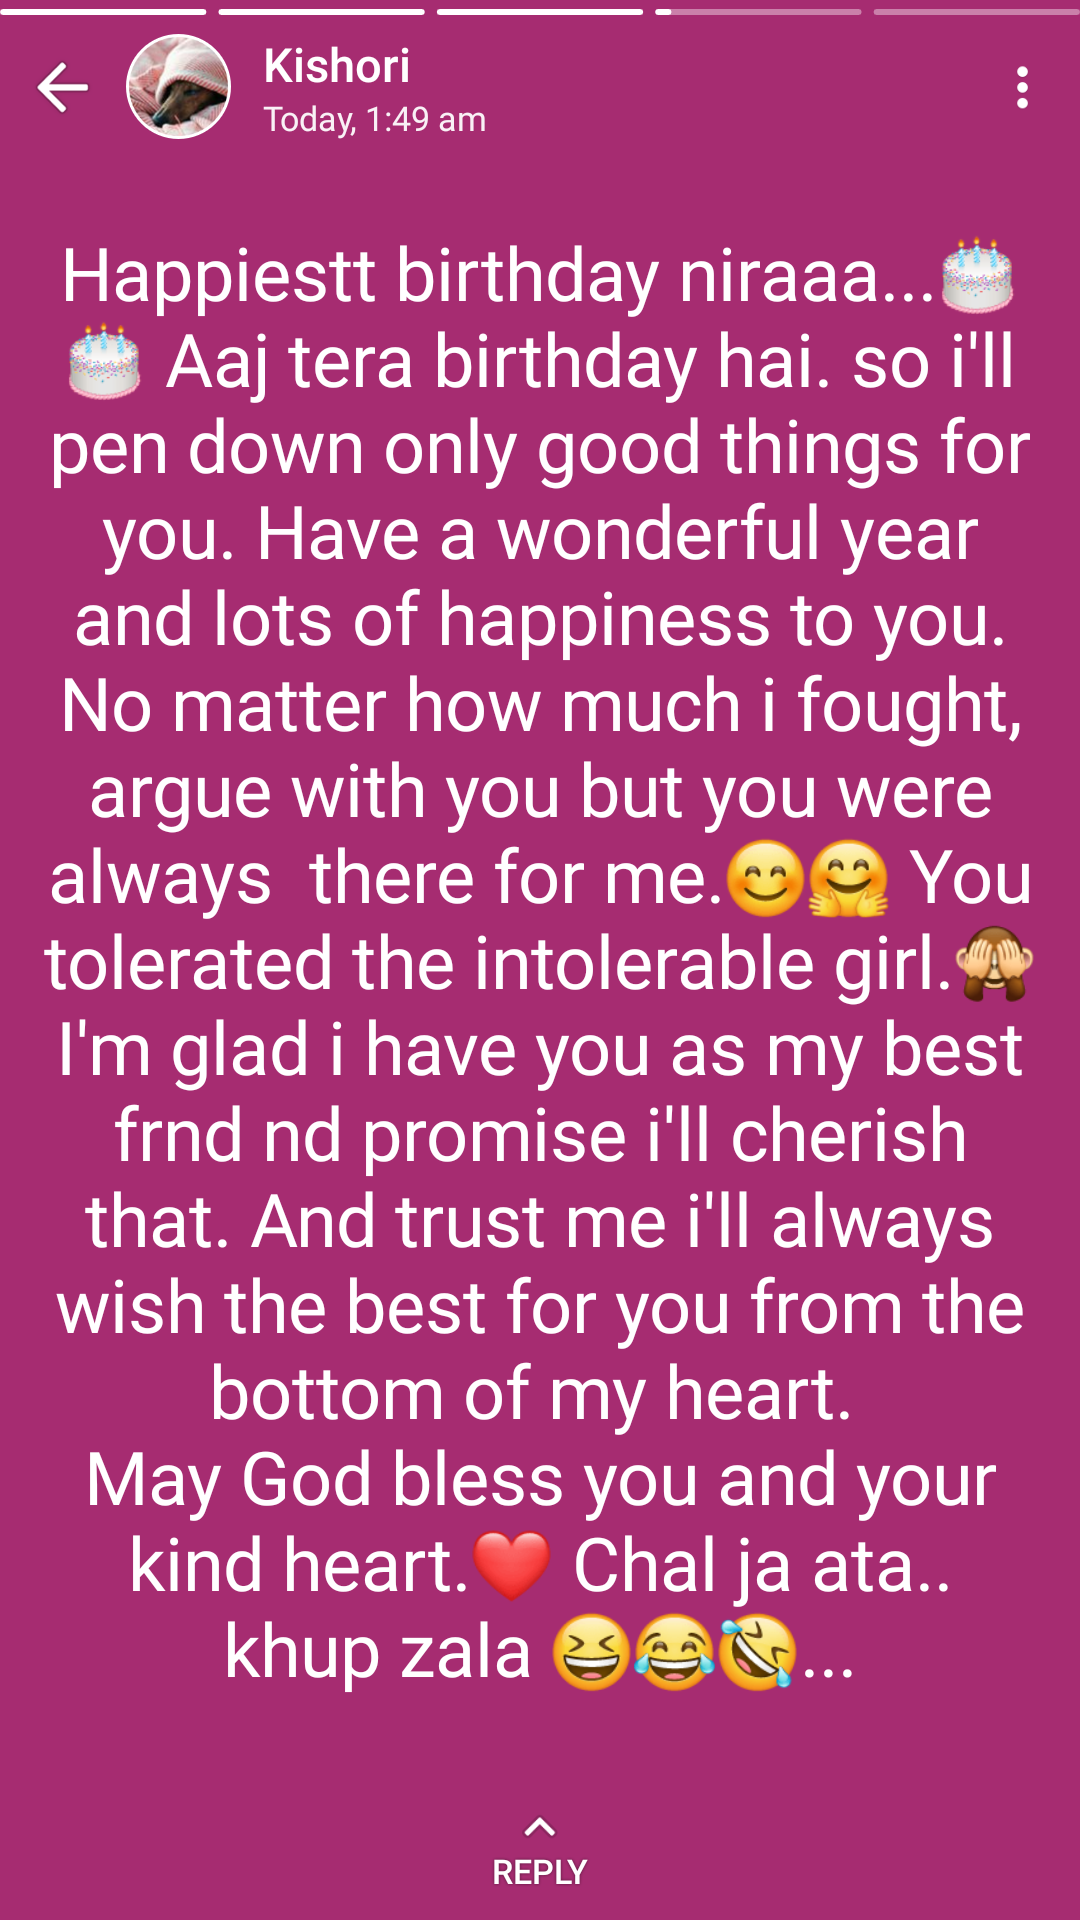 Kishori
Today, 1:49 am
Happiestt birthday niraaa...🎂
🎂 Aaj tera birthday hai. so i'll
pen down only good things for
you. Have a wonderful year
and lots of happiness to you.
No matter how much i fought,
argue with you but you were
always  there for me.😊🤗 You
tolerated the intolerable girl.🙈
I'm glad i have you as my best
frnd nd promise i'll cherish
that. And trust me i'll always
wish the best for you from the
bottom of my heart.
May God bless you and your
kind heart.❤️ Chal ja ata..
khup zala 😆😂🤣...
REPLY